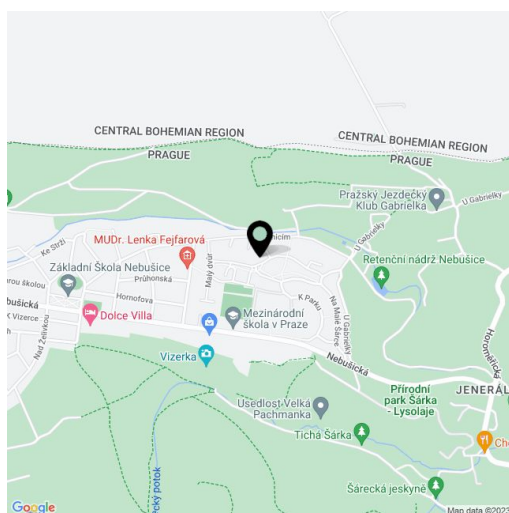 CENTRAL BOHEMIAN REGION
PRAGUE
CENTRAL BOHEMIAN REGION
PRAGUE
Pražský Jezdecký
Klub Gabrielka
U Gabrielky
MUDr. Lenka Fejfarová
Ke Strži
U Gabrielky
Základní Škola Nebušice
Průhonská
Malý dvůr
Retenční nádrž Nebušice
Hornofova
K Parku
Mezinárodní
škola v Praze
Na Malé Šárce
U Gabrielky
Horoměřická
K Vizerce
Dolce Villa
Nad Želivkou
Vizerka
Nebušická
Přírodní
park Šárka
- Lysolaje
Usedlost Velká
Pachmanka
Tichá Šárka
Šárecká jeskyně
Google
Map data ©2023